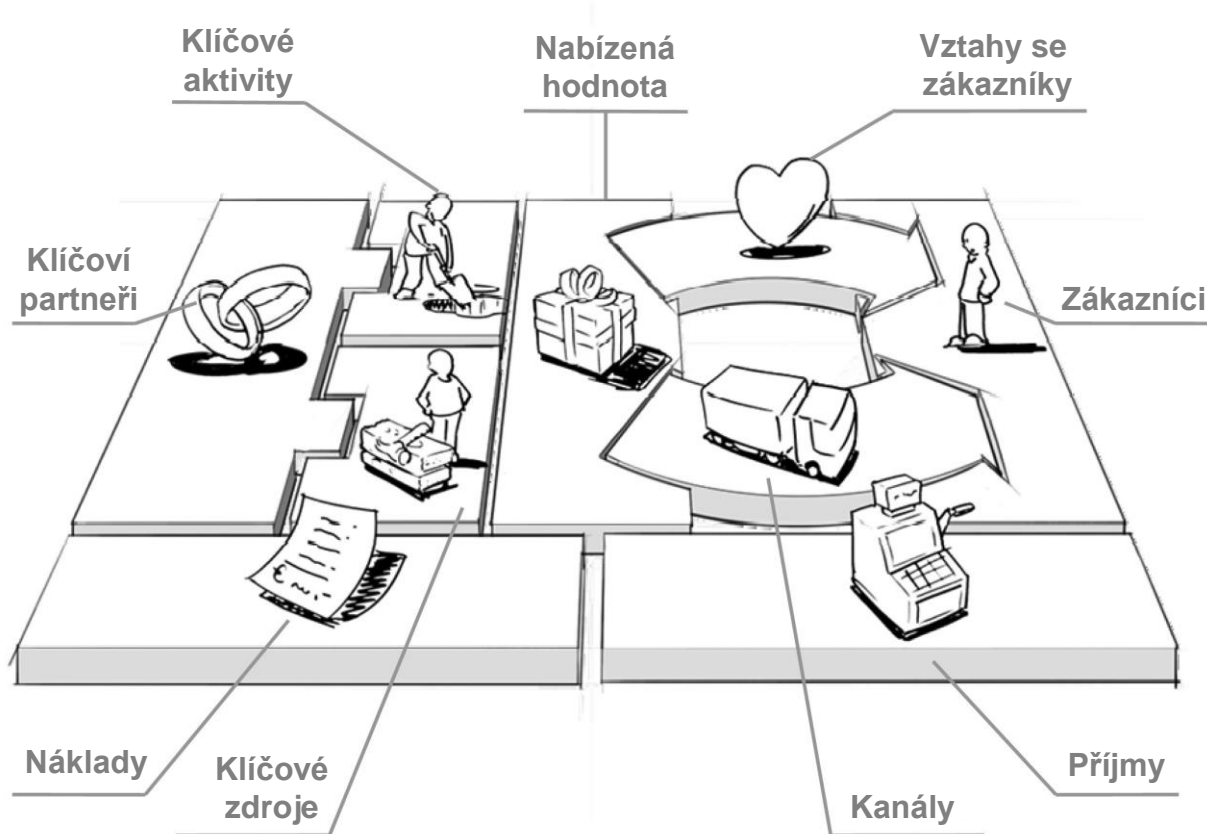 Klíčové
aktivity
Nabízená
hodnota
Vztahy se
zákazníky
Klíčoví
partneři
Zákazníci
Náklady
Klíčové
zdroje
Kanály
Příjmy